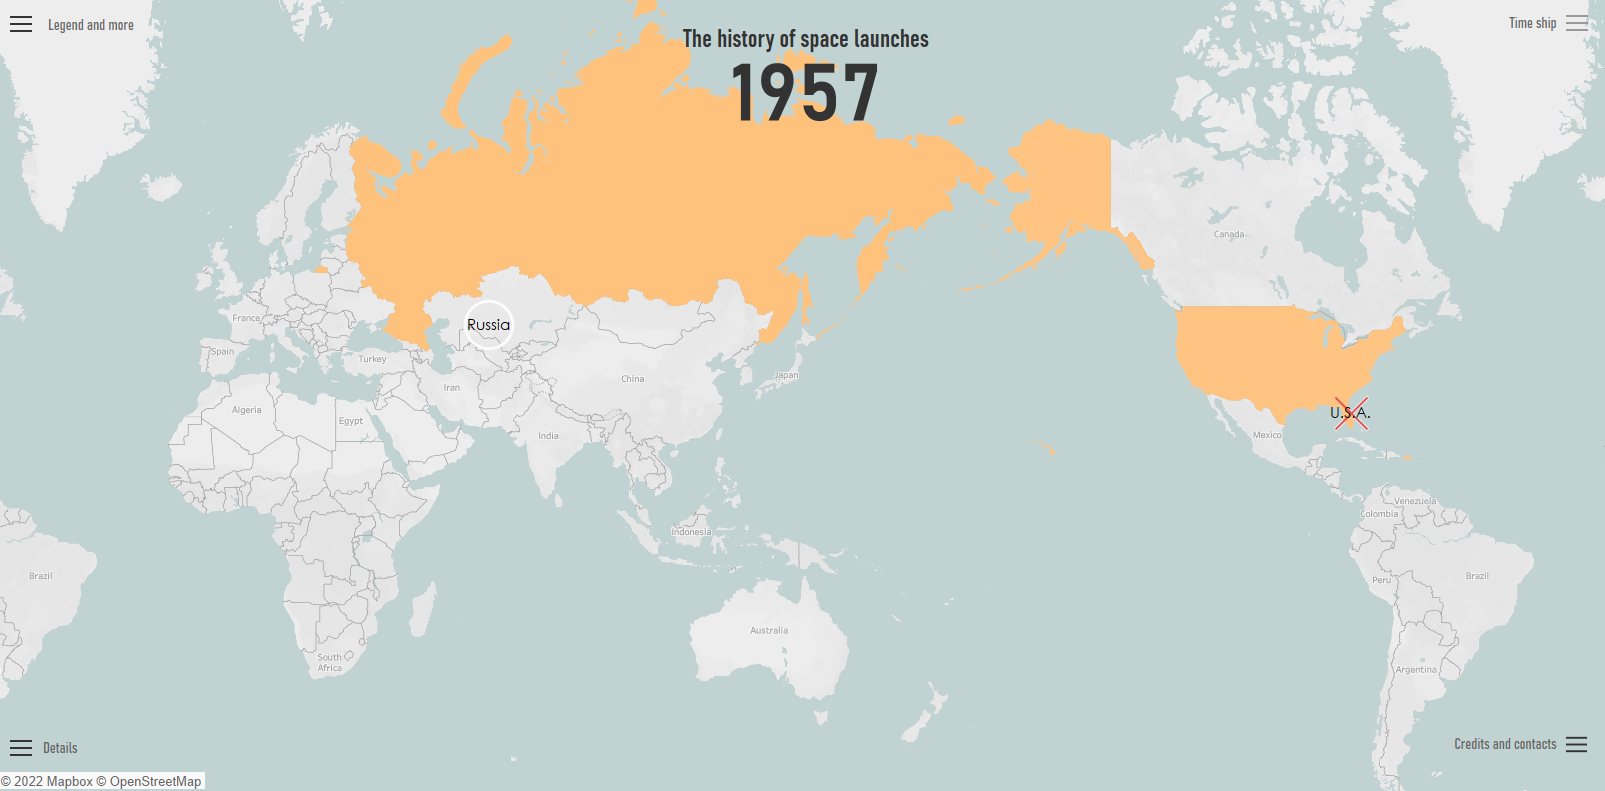 Legend and more
Time ship
The history of space launches
1957
Canada
Russia
France
Spain
Turkey
Iran
China
Japan
Algeria
Egypt
India
U.S.A.
Mexico
Venezuela
Colombia
Indonesia
Brazil
Peru
Brazil
Australia
South
Africa
Argentina
Details
Credits and contacts
© 2022 Mapbox © OpenStreetMap